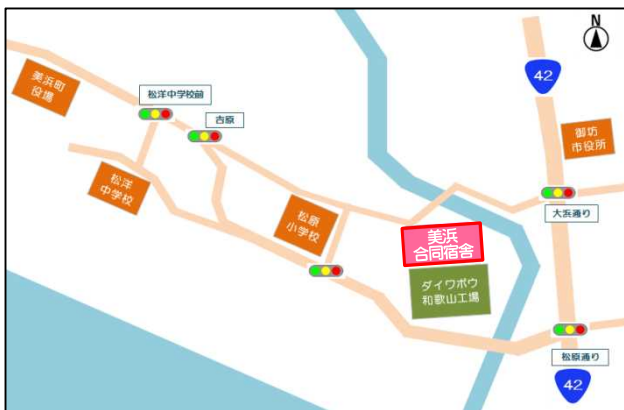 N
42
美浜町
役場
松洋中学校前
吉原
御坊
市役所
松洋
中学校
松原
小学校
大浜通り
美浜
合同宿舎
ダイワボウ
和歌山工場
松原通り
42